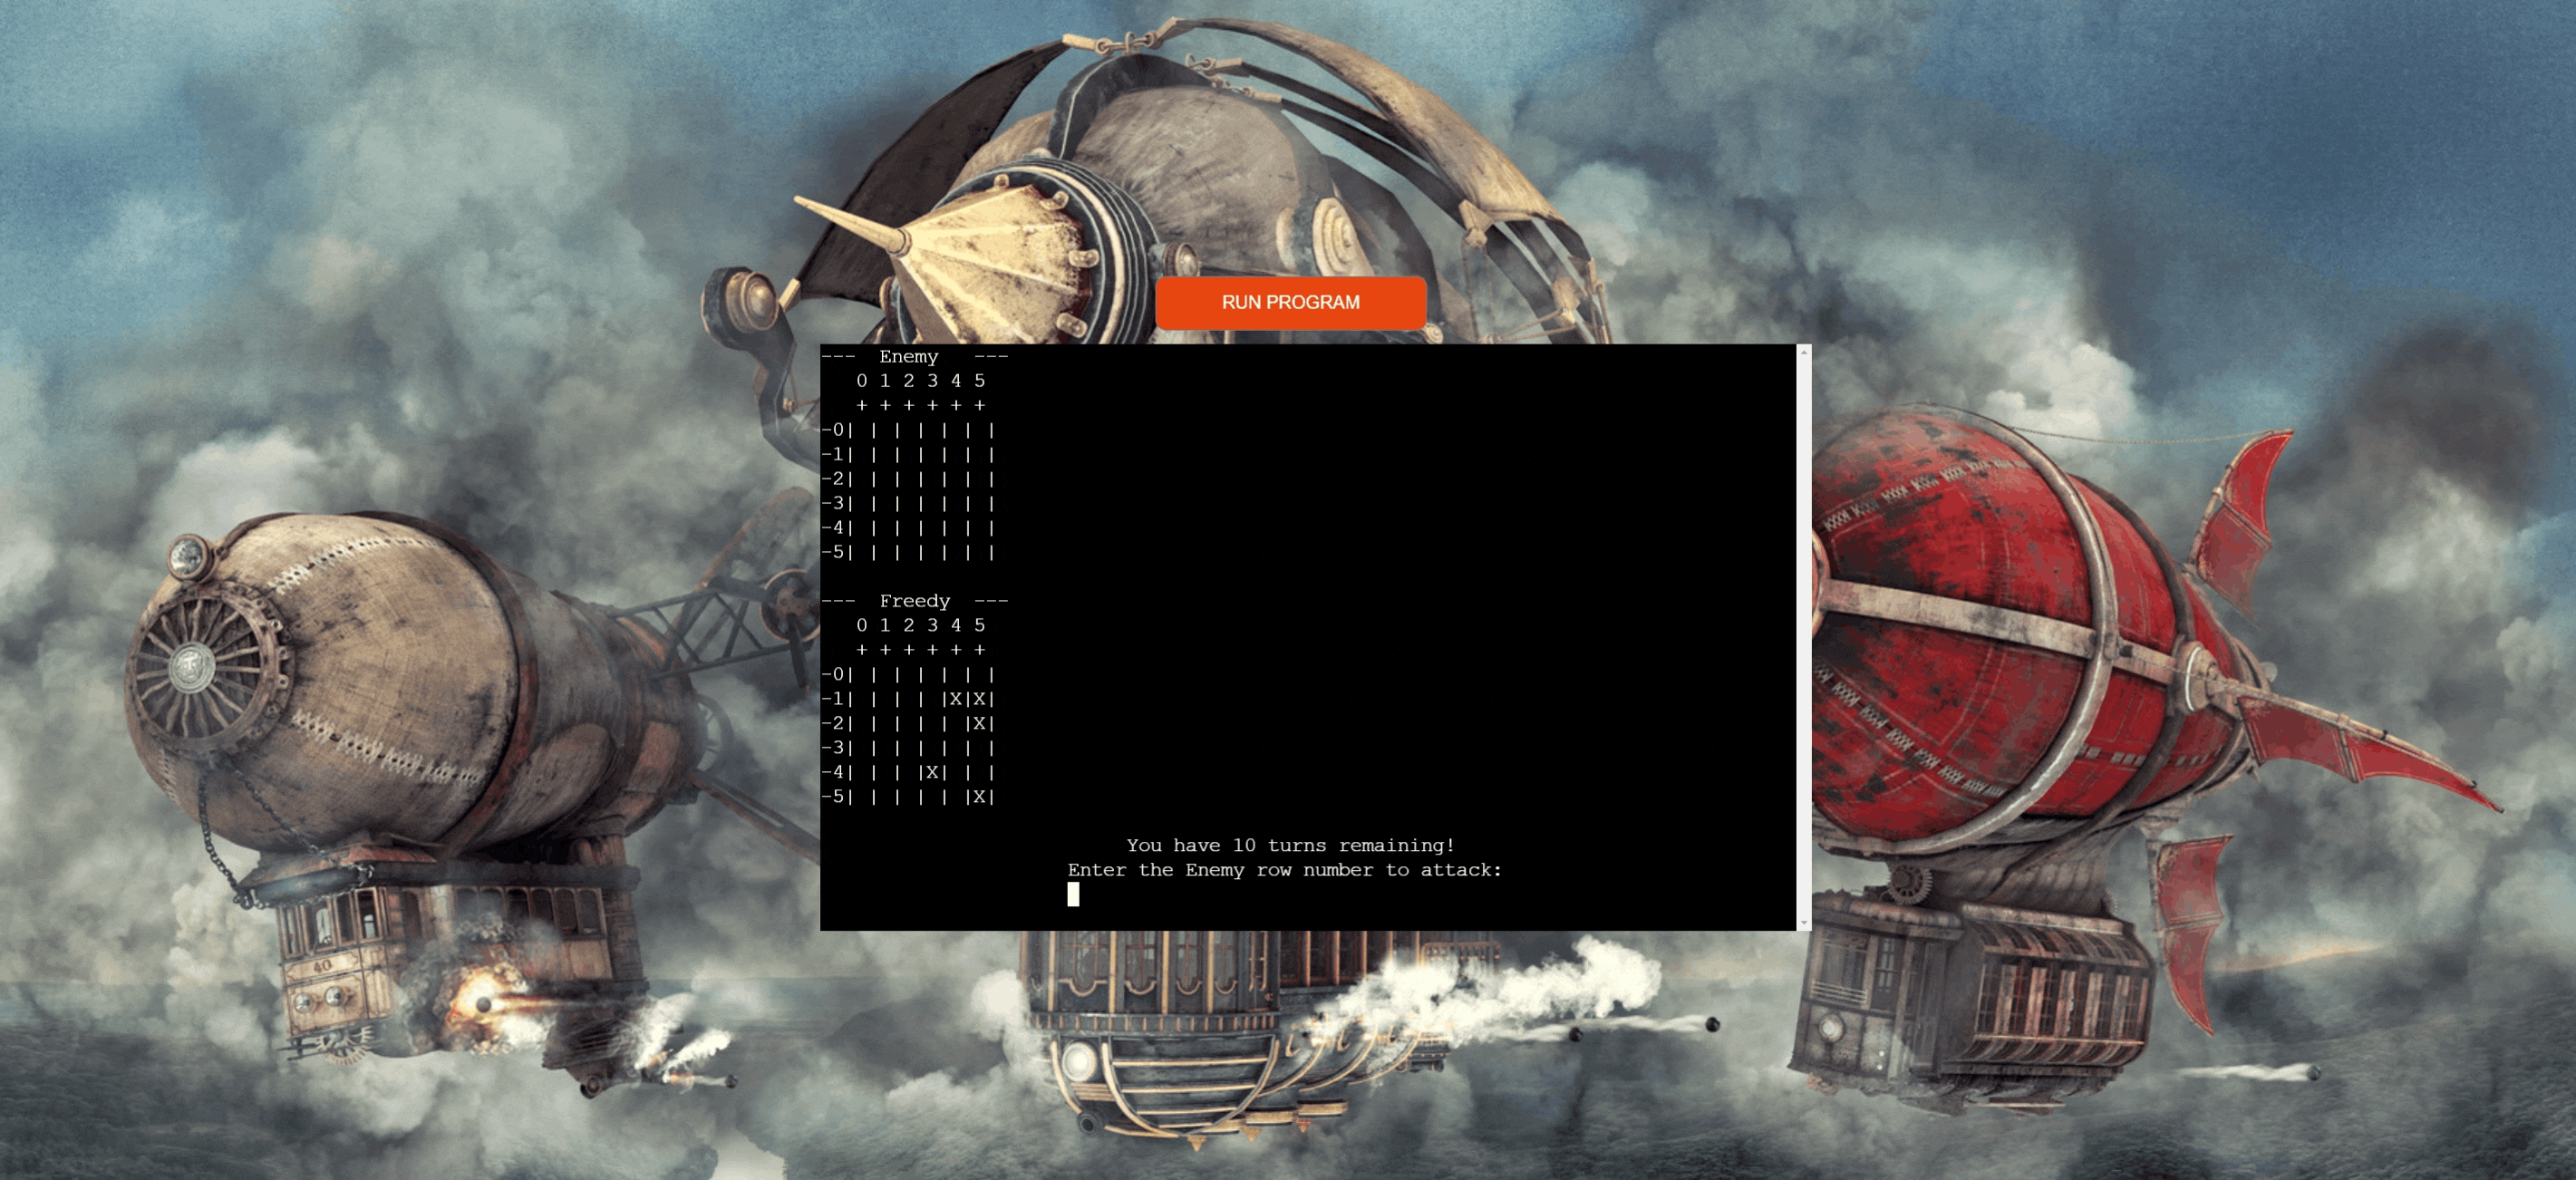 RUN PROGRAM
---  Enemy   ---
   0 1 2 3 4 5
   + + + + + +
-0| | | | | | |
-1| | | | | | |
-2| | | | | | |
-3| | | | | | |
-4| | | | | | |
-5| | | | | | |
---  Freedy  ---
   0 1 2 3 4 5
   + + + + + +
-0| | | | | | |
-1| | | | |X|X|
-2| | | | | |X|
-3| | | | | | |
-4| | | |X| | |
-5| | | | | |X|
You have 10 turns remaining!
Enter the Enemy row number to attack:
40